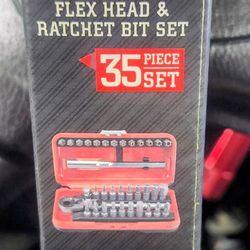 FLEX HEAD &
RATCHET BIT SET
35 PIECE
SET